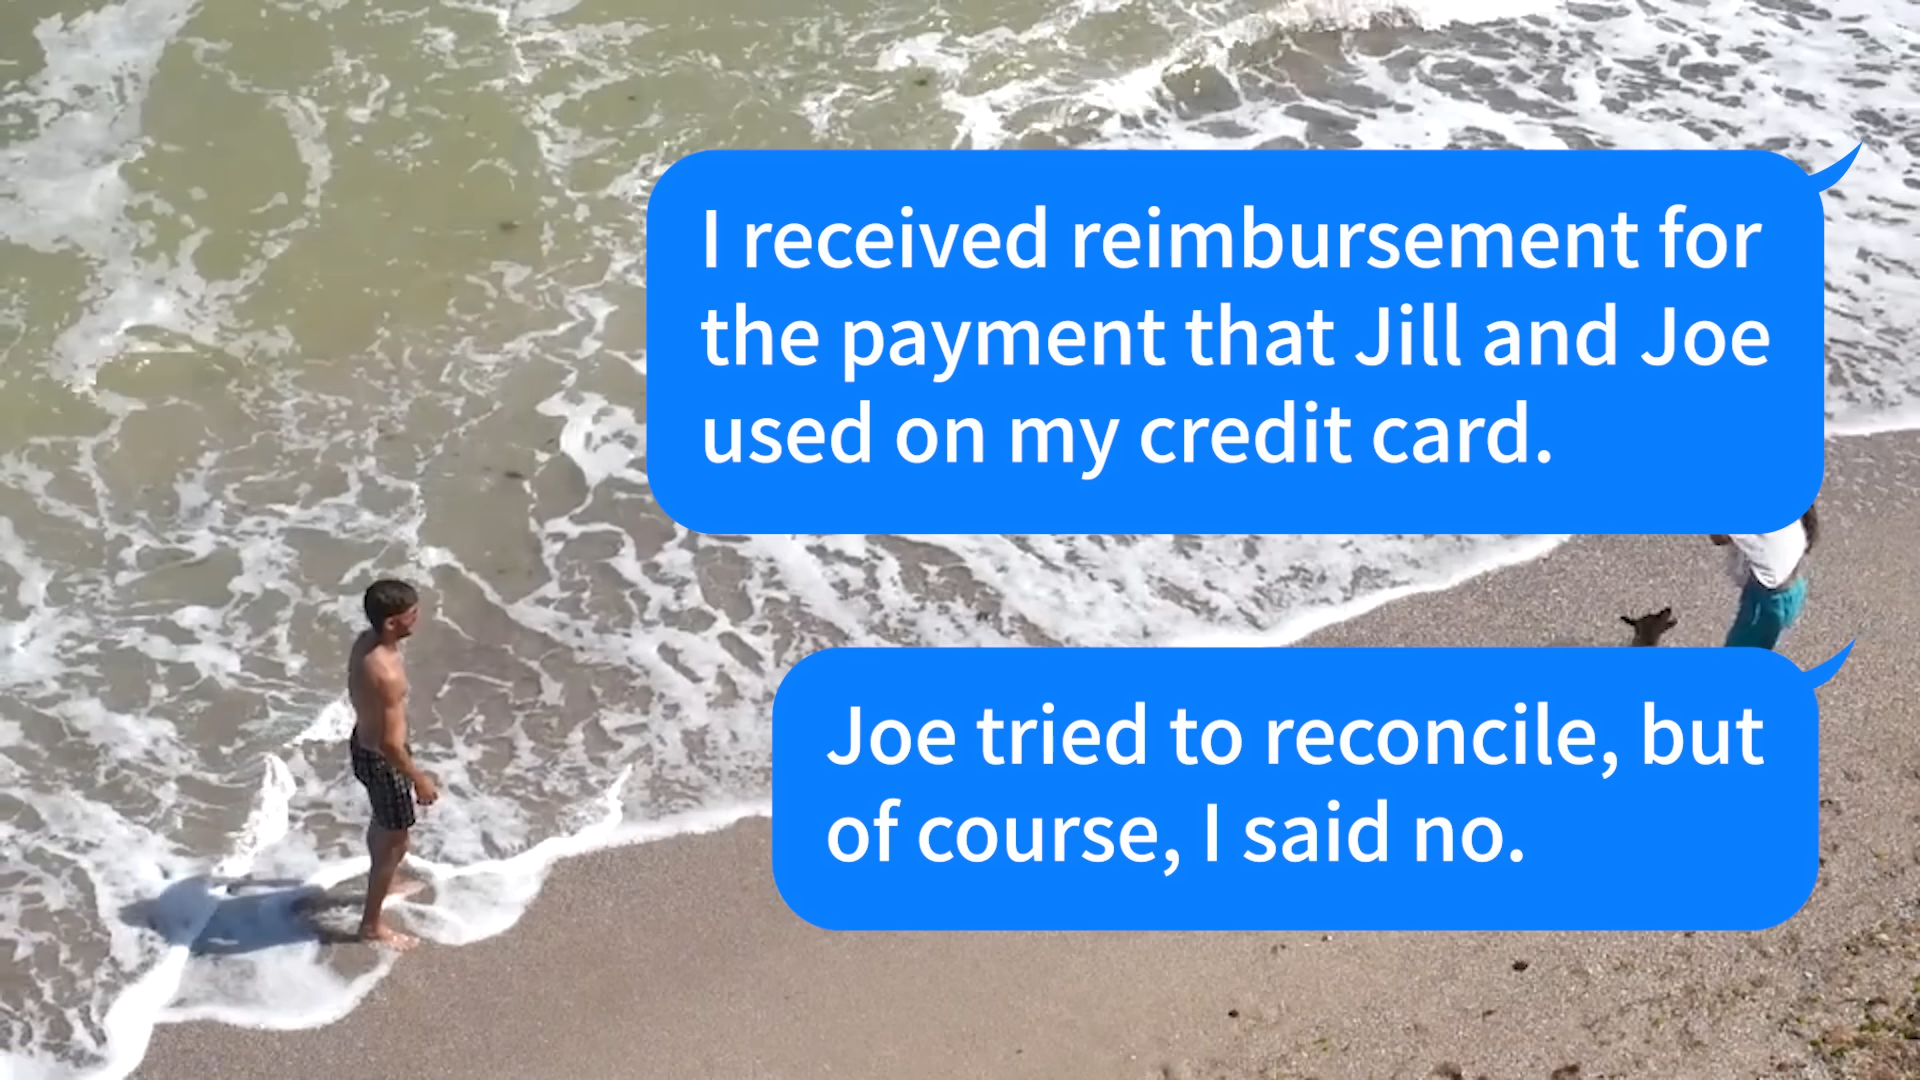 I received reimbursement for
the payment that Jill and Joe
used on my credit card.
Joe tried to reconcile, but
of course, I said no.